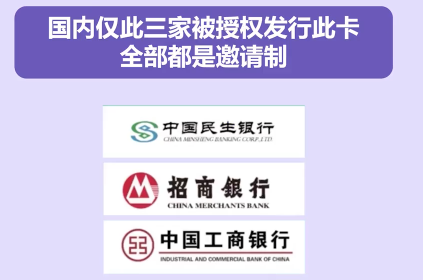 国内仅此三家被授权发行此卡
全部都是邀请制
中国民生银行
CHINA MINSHENG BANKING CORP.,LTD.
招商銀行
CHINA MERCHANTS BANK
中国工商银行
INDUSTRIAL AND COMMERCIAL BANK OF CHINA